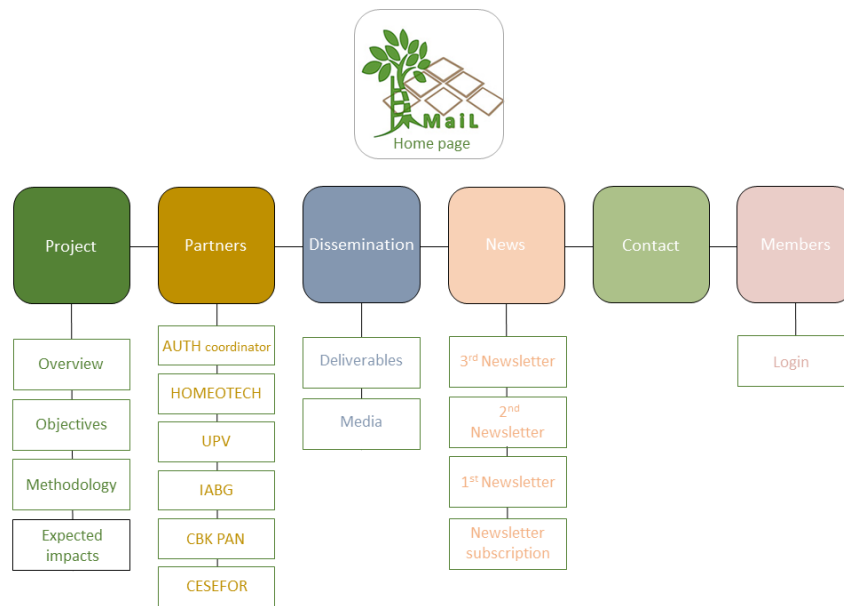 MaiL
Home page
Project
Partners
Dissemination
News
Contact
Members
Overview
Objectives
Methodology
Expected
impacts
AUTH coordinator
HOMEOTECH
UPV
IABG
CBK PAN
CESEFOR
Deliverables
Media
3rd Newsletter
2nd
Newsletter
1st Newsletter
Newsletter
subscription
Login